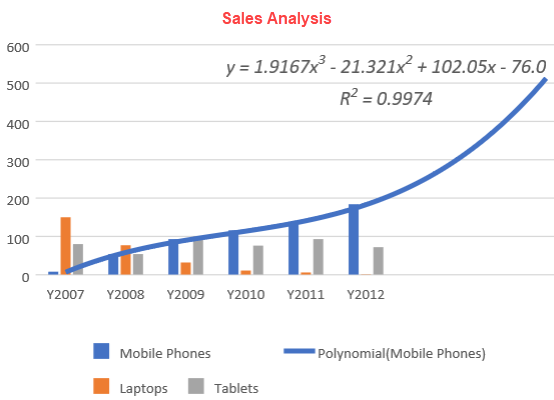 Sales Analysis
600
y = 1.9167x³ - 21.321x² + 102.05x - 76.0
500
R² = 0.9974
400
300
200
100
0
Y2007 Y2008 Y2009 Y2010 Y2011 Y2012
Mobile Phones Polynomial(Mobile Phones)
Laptops Tablets